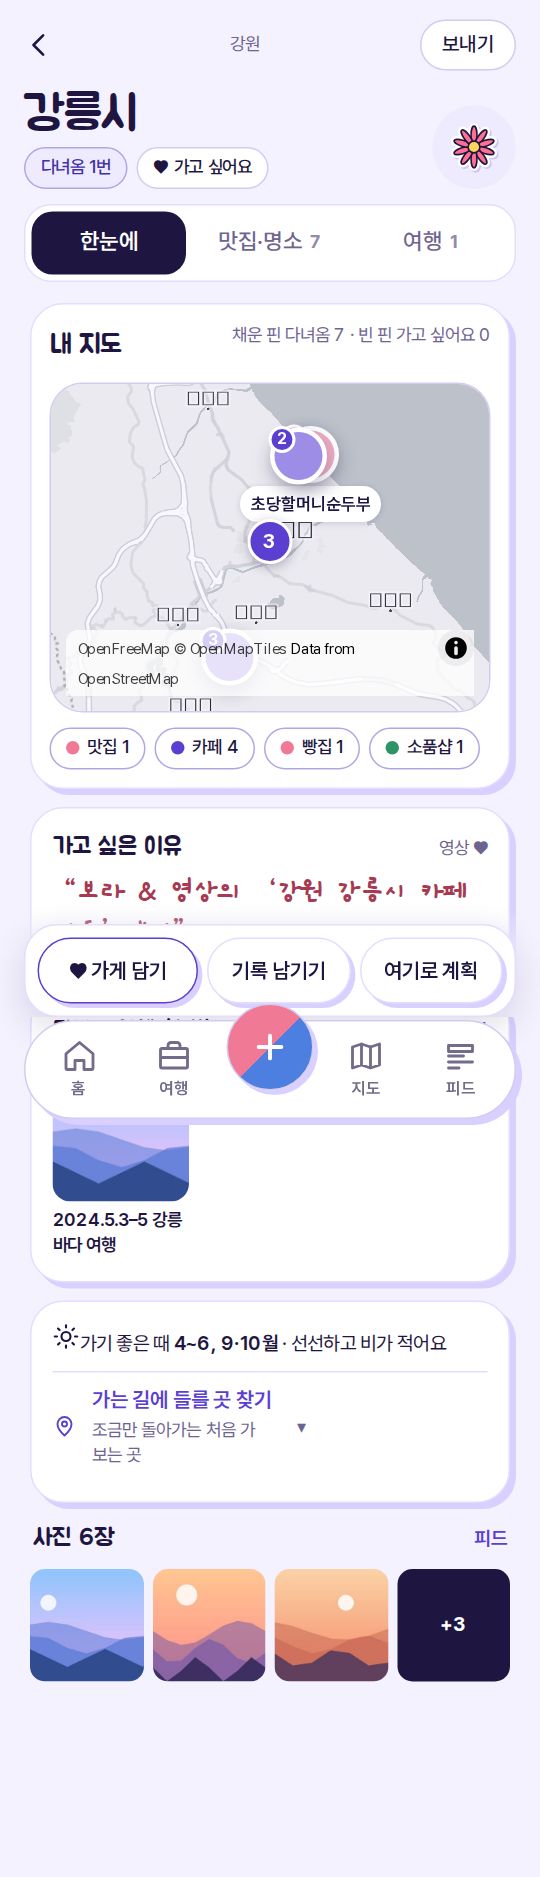 강원
보내기
강릉시
다녀옴 1번
♥ 가고 싶어요
한눈에
맛집·명소 7
여행 1
내 지도
채운 핀 다녀옴 7 · 빈 핀 가고 싶어요 0
2
초당할머니순두부
3
3
OpenFreeMap © OpenMapTiles Data from
OpenStreetMap
맛집 1
카페 4
빵집 1
소품샵 1
가고 싶은 이유
영상 ♥
“보라 & 영상의 ‘강원 강릉시 카페
♥ 가게 담기
기록 남기기
여기로 계획
홈
여행
지도
피드
2024.5.3–5 강릉
바다 여행
가기 좋은 때 4~6, 9·10월 · 선선하고 비가 적어요
가는 길에 들를 곳 찾기
조금만 돌아가는 처음 가
보는 곳
▼
사진 6장
피드
+3